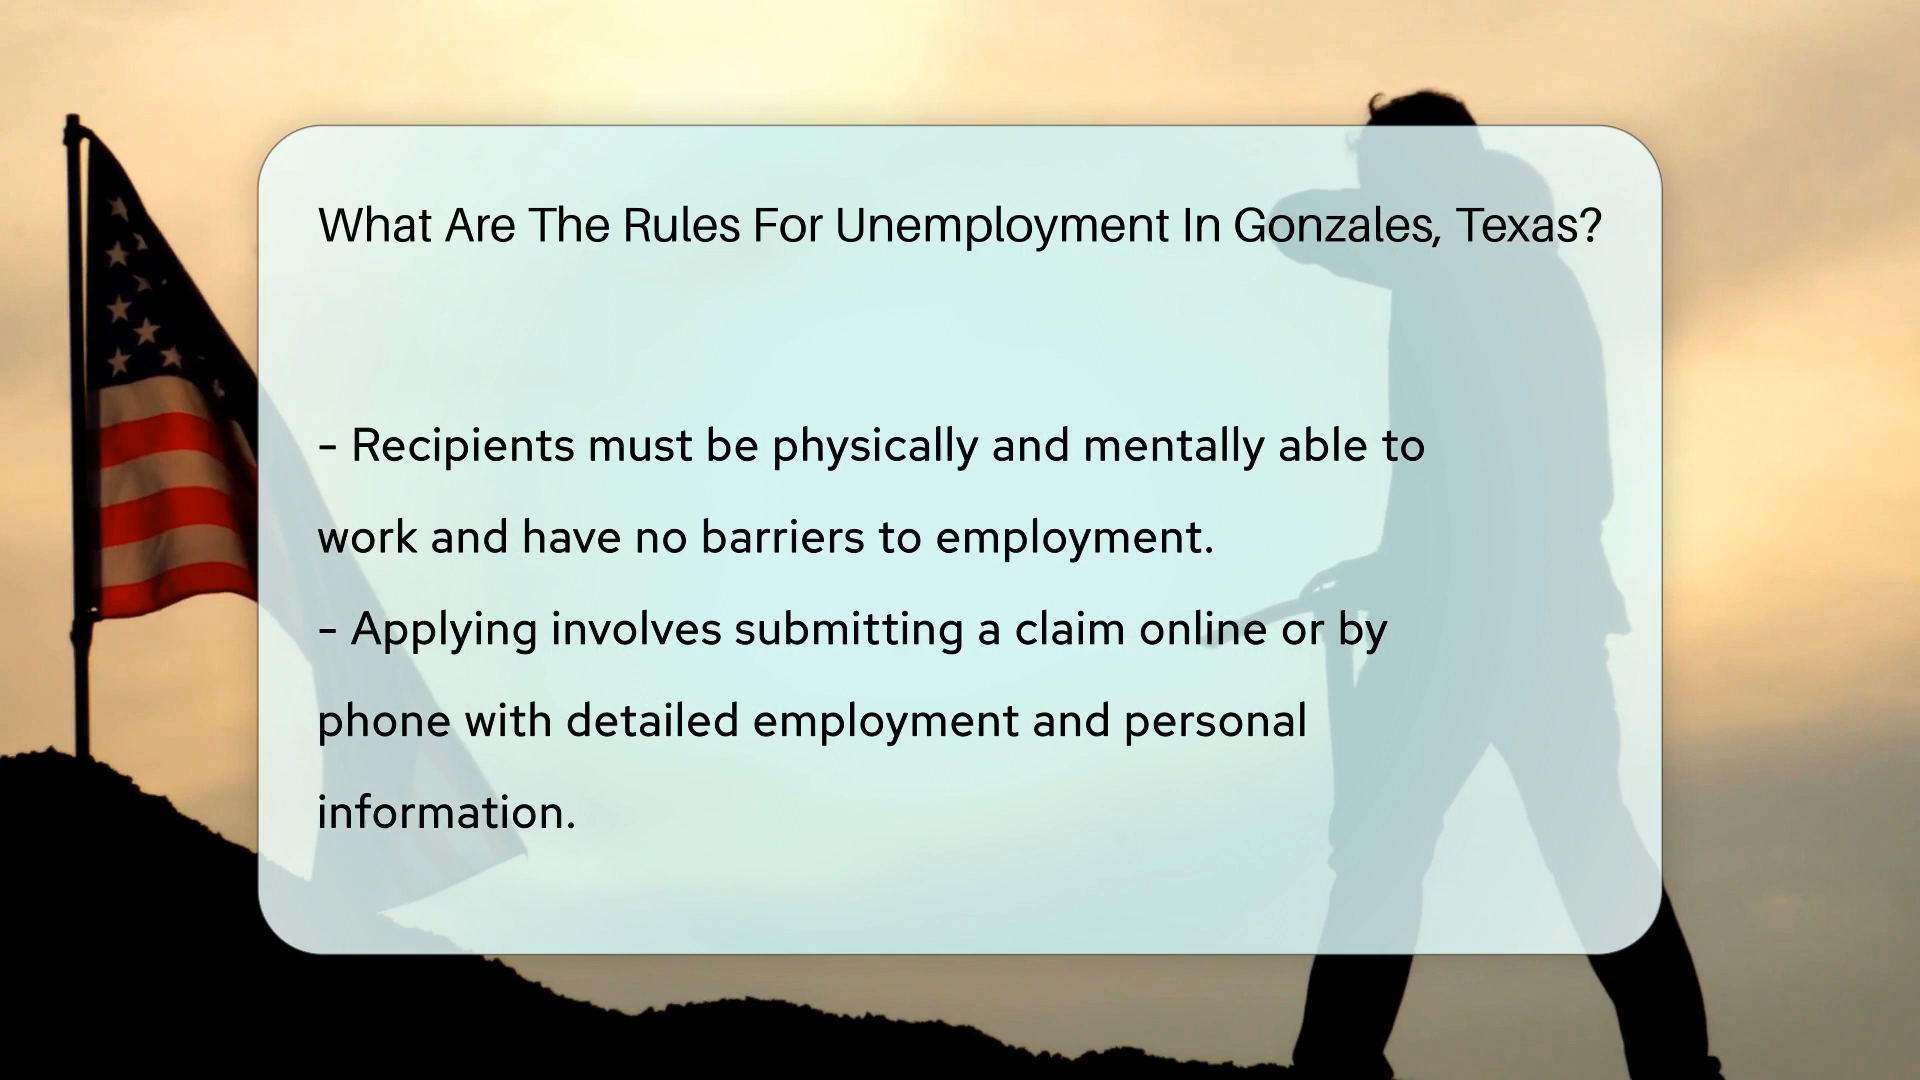 What Are The Rules For Unemployment In Gonzales, Texas?
- Recipients must be physically and mentally able to
work and have no barriers to employment.
- Applying involves submitting a claim online or by
phone with detailed employment and personal
information.